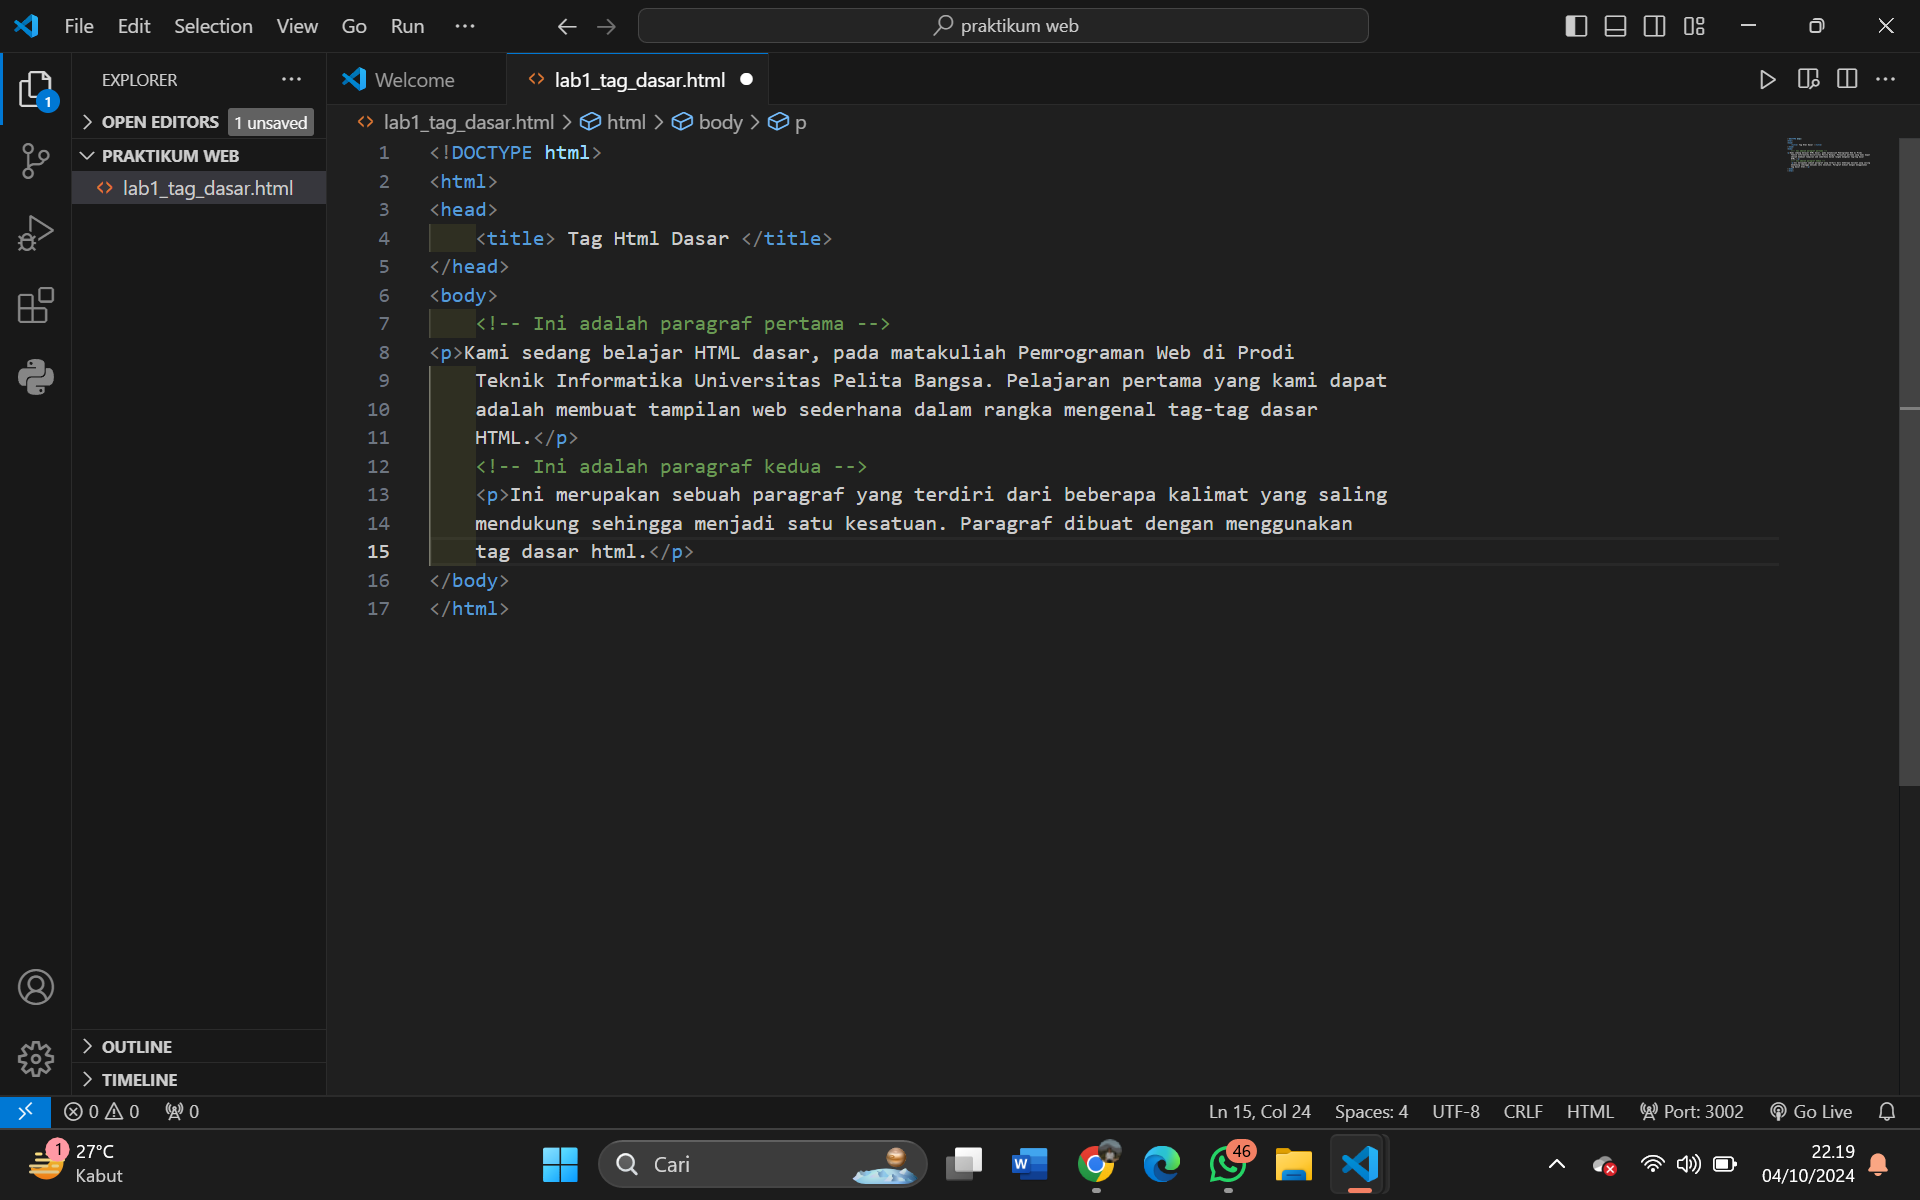 File Edit Selection View Go Run ··· praktikum web
EXPLORER ···
OPEN EDITORS 1 unsaved
PRAKTIKUM WEB
lab1_tag_dasar.html
Welcome lab1_tag_dasar.html
lab1_tag_dasar.html > html > body > p
1 <!DOCTYPE html>
2 <html>
3 <head>
4 <title> Tag Html Dasar </title>
5 </head>
6 <body>
7 <!-- Ini adalah paragraf pertama -->
8 <p>Kami sedang belajar HTML dasar, pada matakuliah Pemrograman Web di Prodi
9 Teknik Informatika Universitas Pelita Bangsa. Pelajaran pertama yang kami dapat
10 adalah membuat tampilan web sederhana dalam rangka mengenal tag-tag dasar
11 HTML.</p>
12 <!-- Ini adalah paragraf kedua -->
13 <p>Ini merupakan sebuah paragraf yang terdiri dari beberapa kalimat yang saling
14 mendukung sehingga menjadi satu kesatuan. Paragraf dibuat dengan menggunakan
15 tag dasar html.</p>
16 </body>
17 </html>
1
OUTLINE
TIMELINE
0 0 0 Ln 15, Col 24 Spaces: 4 UTF-8 CRLF HTML Port: 3002 Go Live
1 27°C
Kabut
Cari
W
46
22.19
04/10/2024